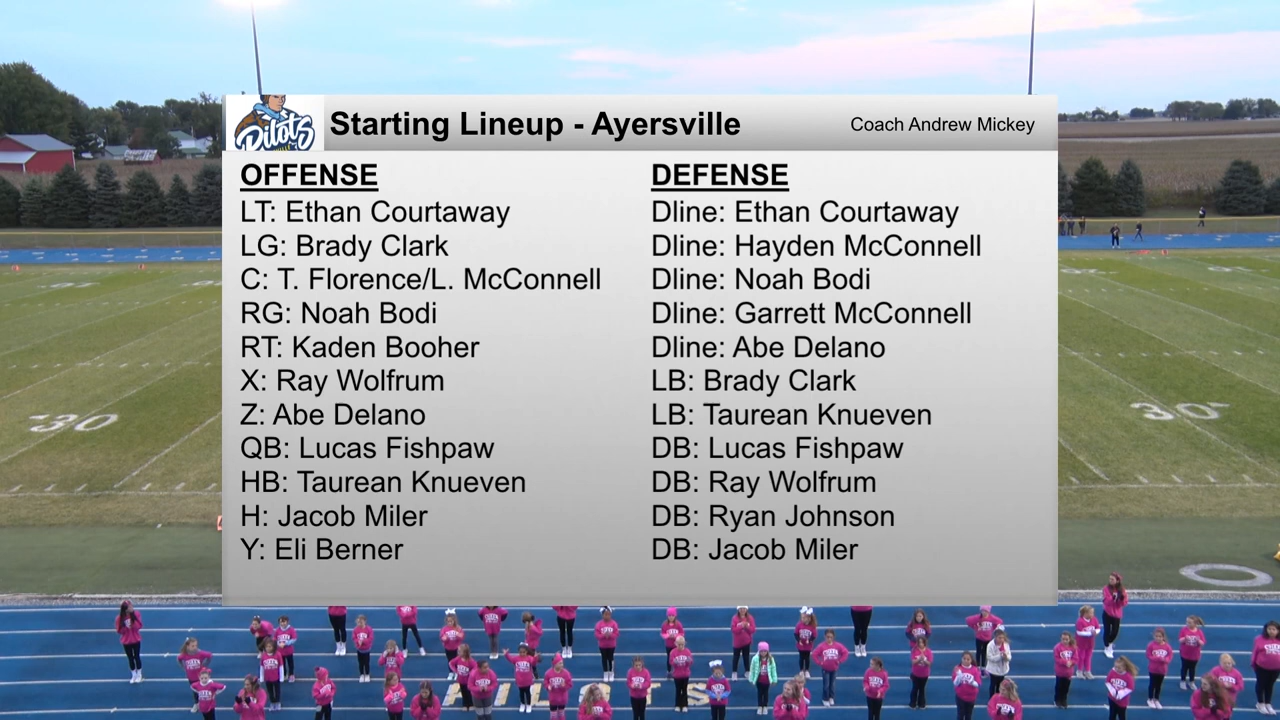 Pilots
Starting Lineup - Ayersville
Coach Andrew Mickey
OFFENSE
LT: Ethan Courtaway
LG: Brady Clark
C: T. Florence/L. McConnell
RG: Noah Bodi
RT: Kaden Booher
X: Ray Wolfrum
Z: Abe Delano
QB: Lucas Fishpaw
HB: Taurean Knueven
H: Jacob Miler
Y: Eli Berner
DEFENSE
Dline: Ethan Courtaway
Dline: Hayden McConnell
Dline: Noah Bodi
Dline: Garrett McConnell
Dline: Abe Delano
LB: Brady Clark
LB: Taurean Knueven
DB: Lucas Fishpaw
DB: Ray Wolfrum
DB: Ryan Johnson
DB: Jacob Miler
30
30